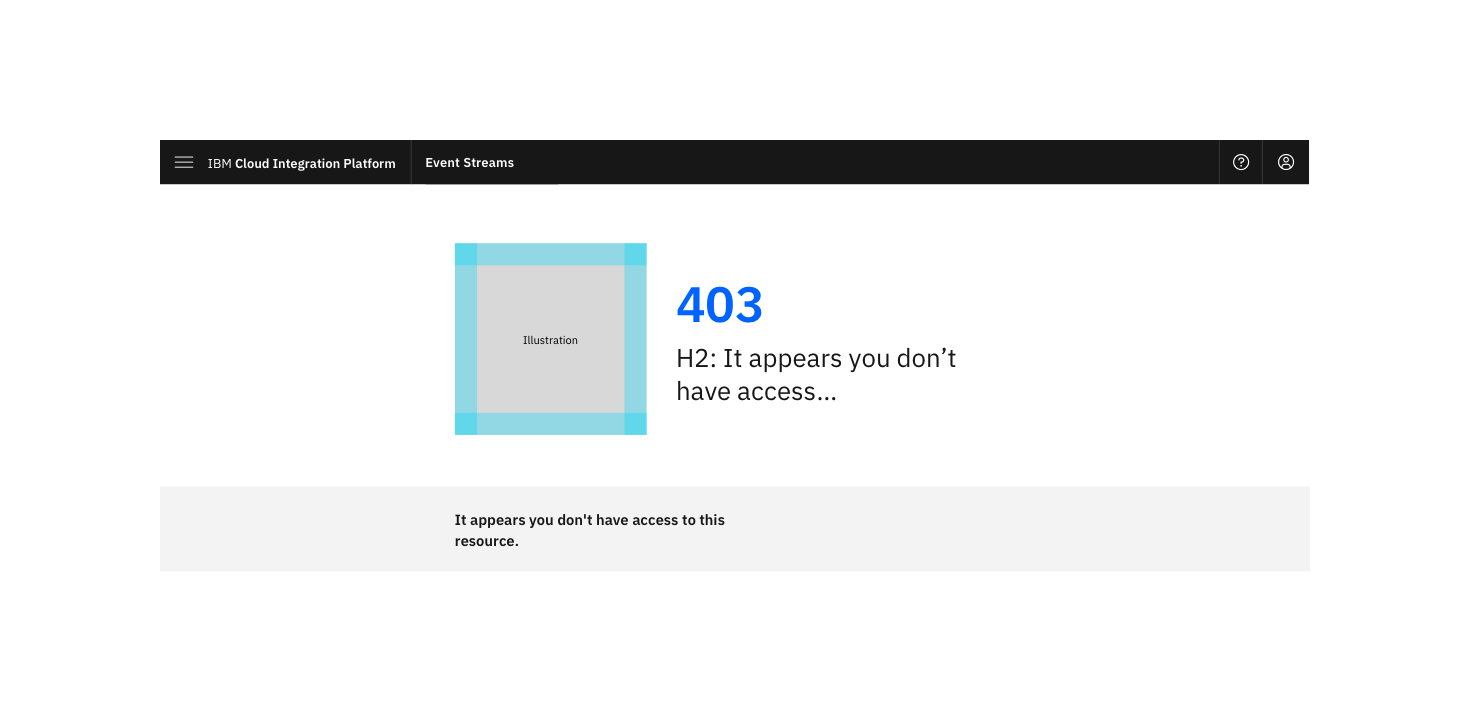 IBM Cloud Integration Platform
Event Streams
Illustration
403
H2: It appears you don’t
have access...
It appears you don't have access to this
resource.